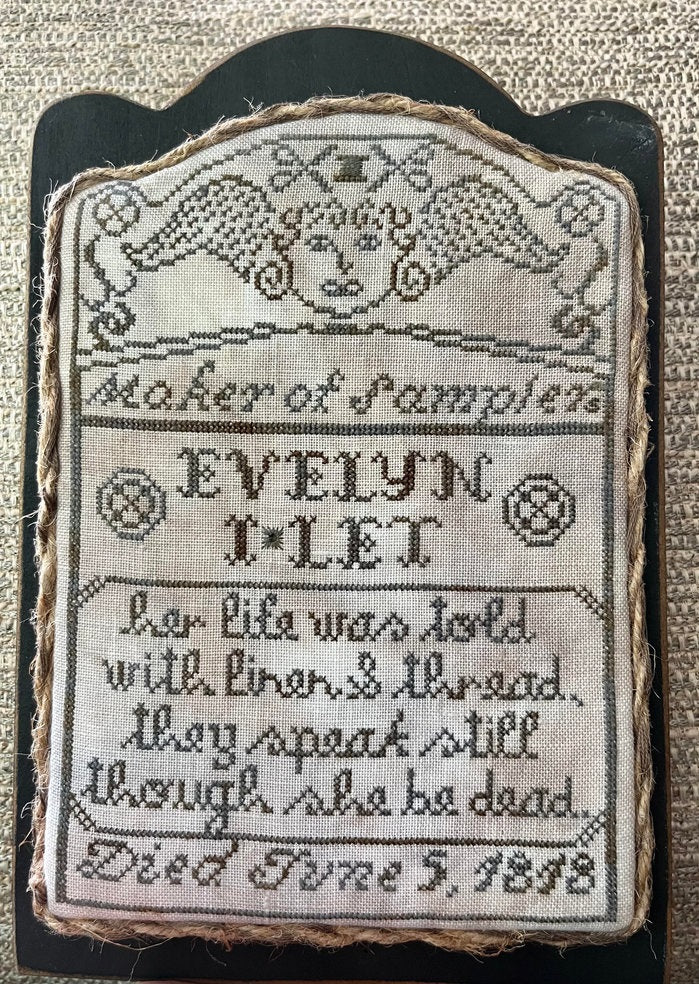 Maker of Samplers
EVELYN
I*LET
her life was told
with linen & thread,
they speak still
though she be dead.
Died June 5, 1818